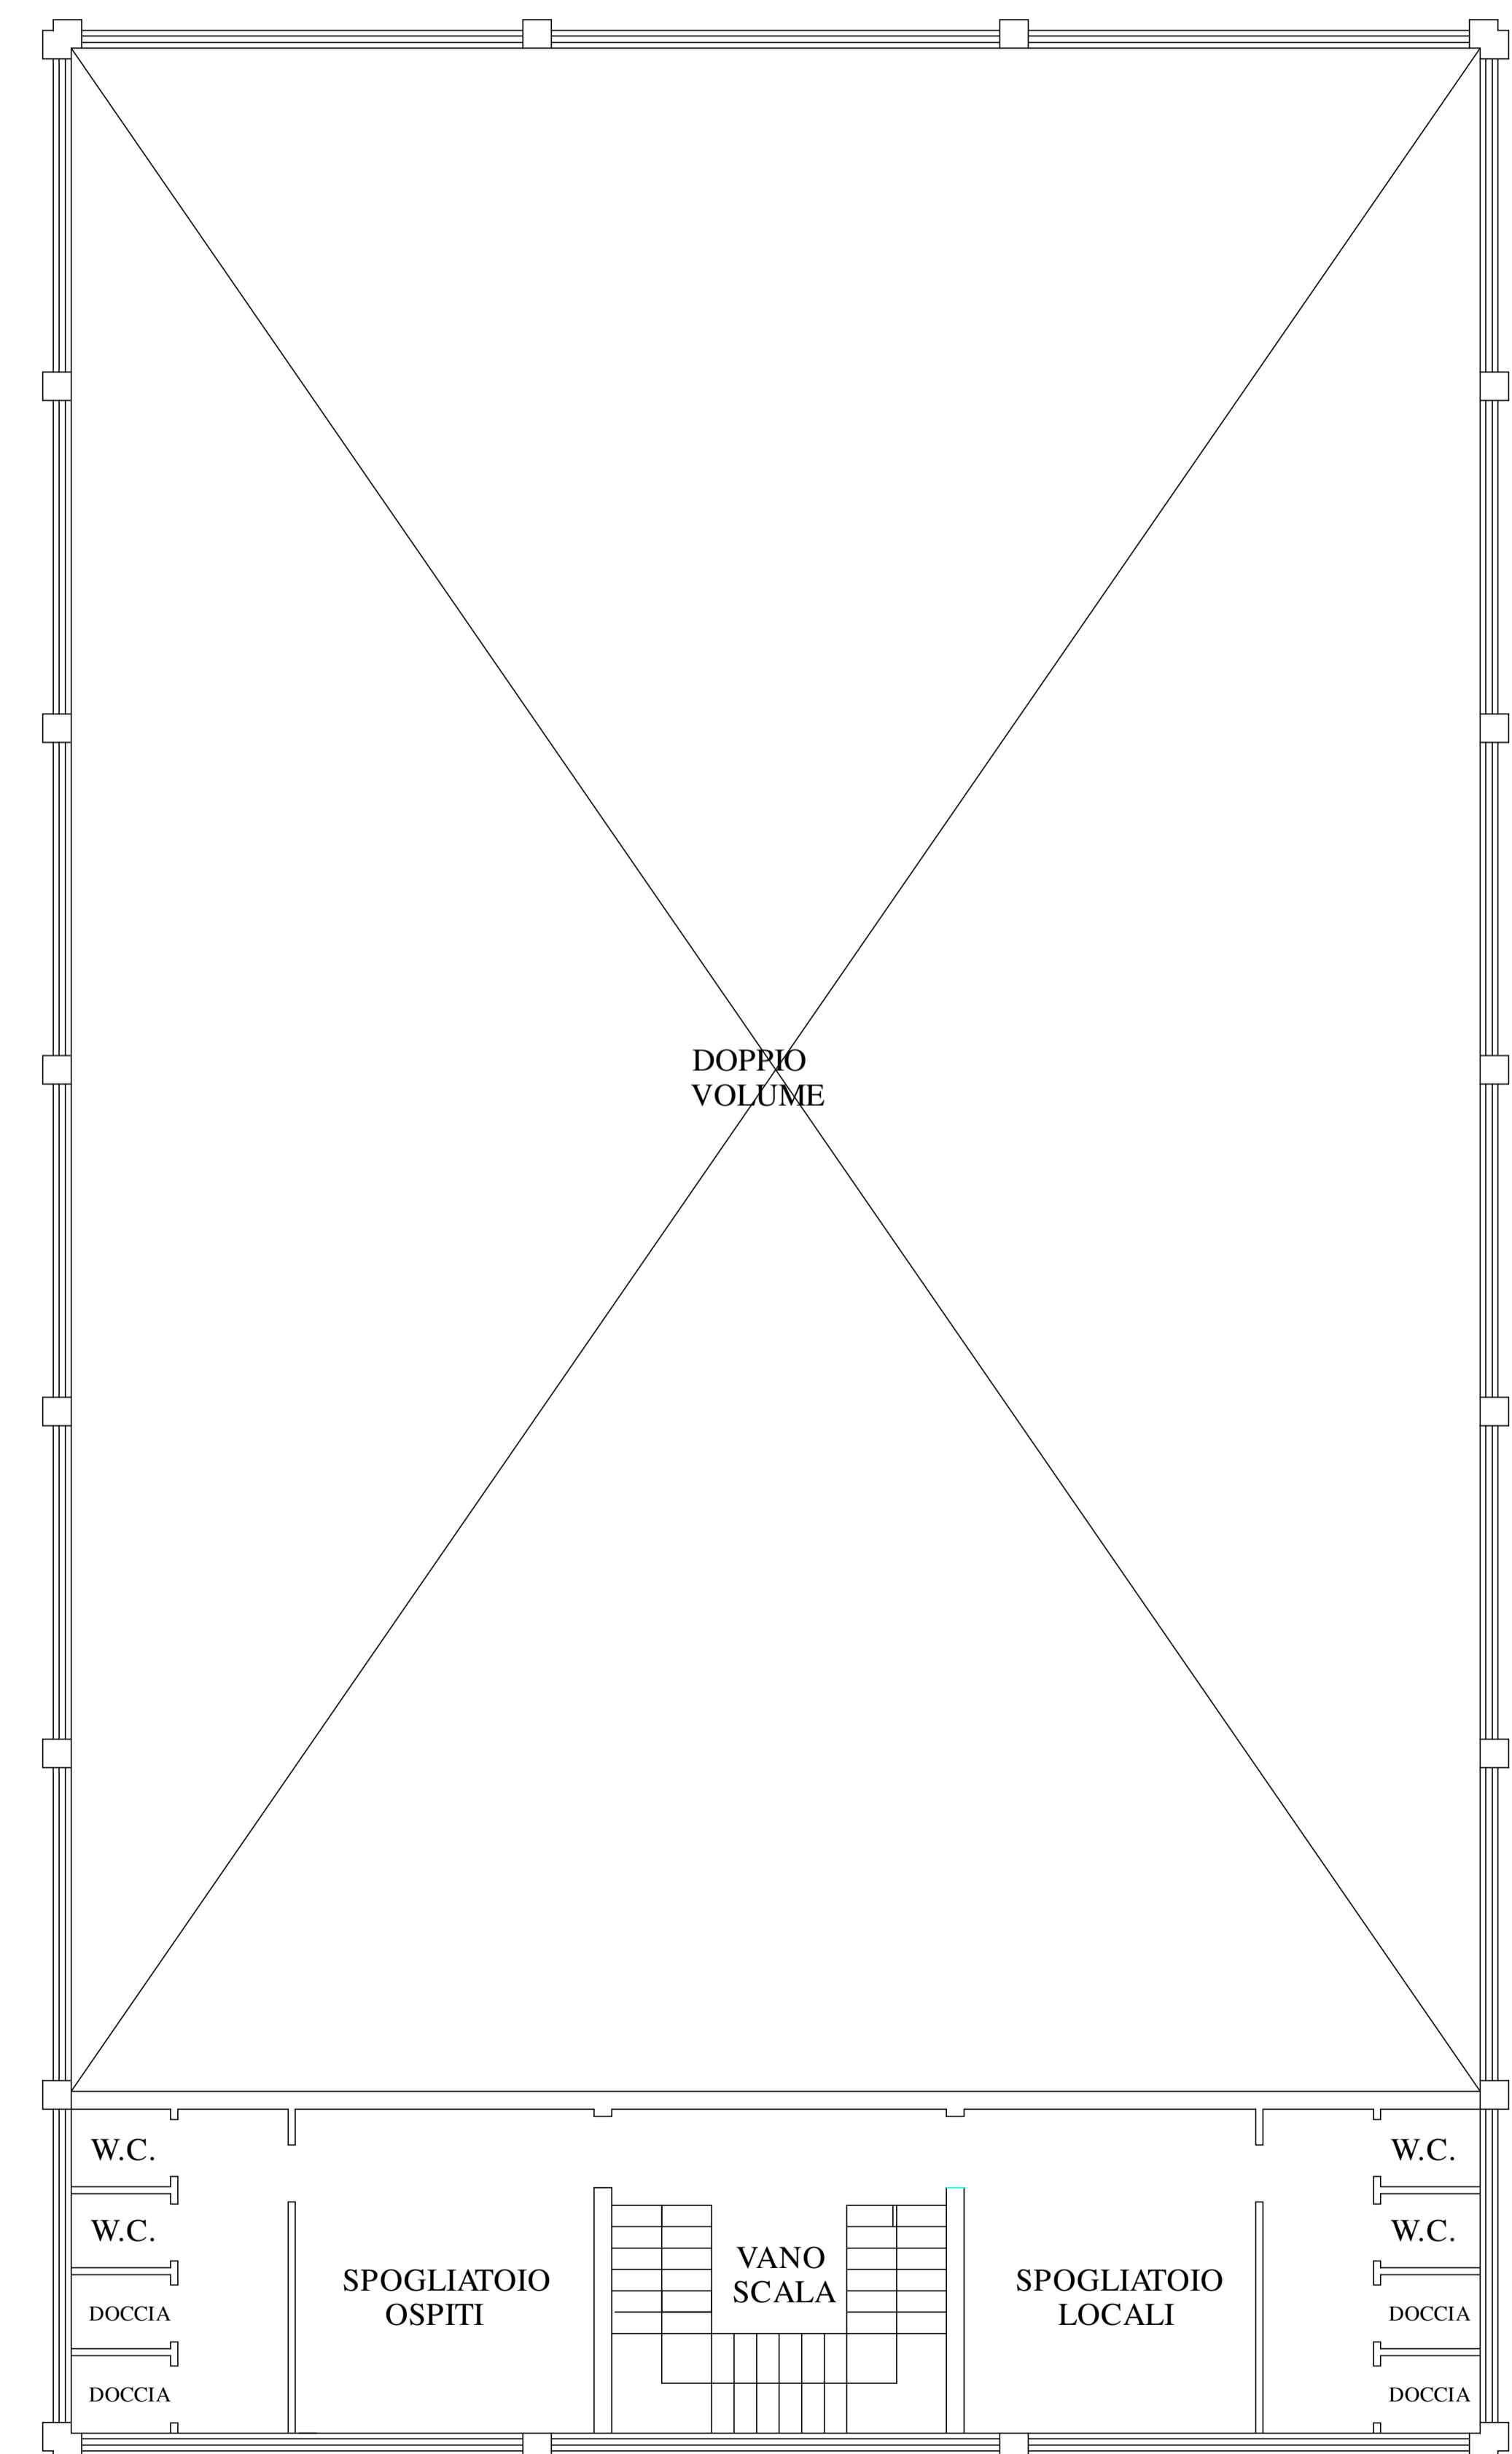 DOPPIO
VOLUME
W.C.
W.C.
W.C.
W.C.
VANO
SCALA
SPOGLIATOIO
OSPITI
SPOGLIATOIO
LOCALI
DOCCIA
DOCCIA
DOCCIA
DOCCIA